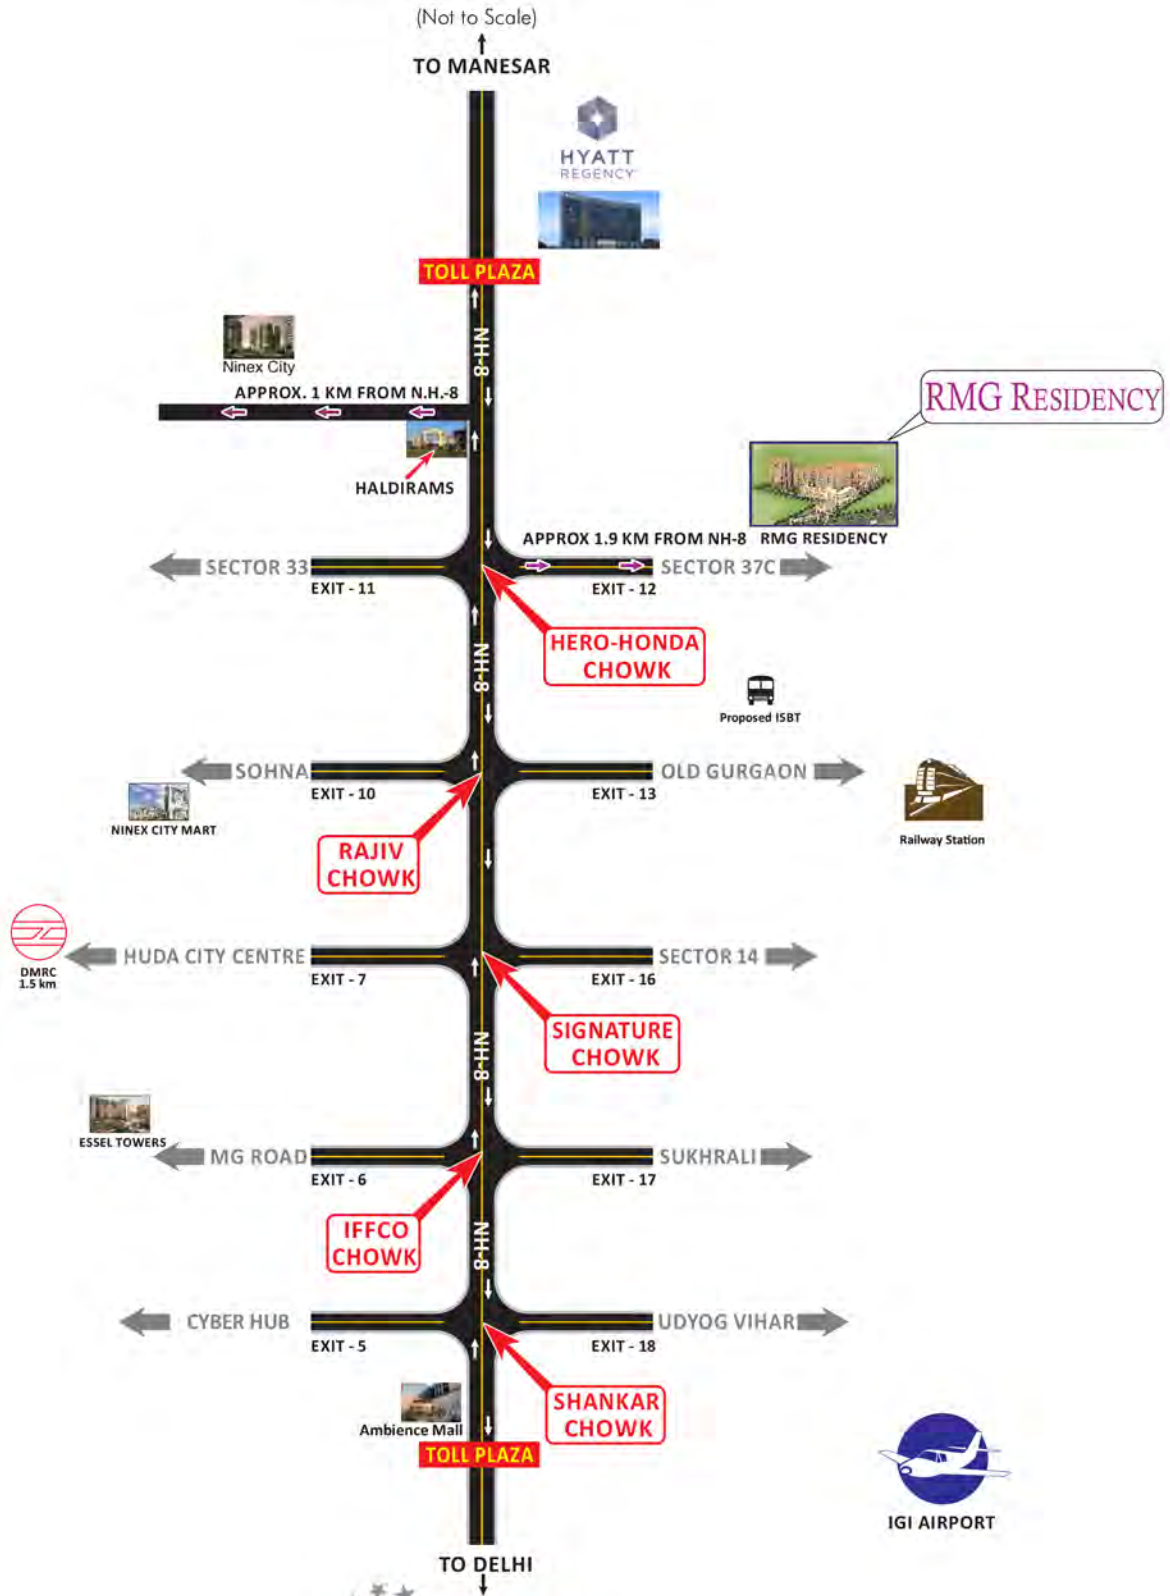 (Not to Scale)
TO MANESAR
HYATT
REGENCY
TOLL PLAZA
NH-8
Ninex City
APPROX. 1 KM FROM N.H.-8
RMG RESIDENCY
HALDIRAMS
APPROX 1.9 KM FROM NH-8
RMG RESIDENCY
SECTOR 33
SECTOR 37C
EXIT - 11
EXIT - 12
HERO-HONDA
CHOWK
NH-8
Proposed ISBT
SOHNA
OLD GURGAON
EXIT - 10
EXIT - 13
NINEX CITY MART
Railway Station
RAJIV
CHOWK
HUDA CITY CENTRE
SECTOR 14
DMRC
1.5 km
EXIT - 7
EXIT - 16
SIGNATURE
CHOWK
NH-8
ESSEL TOWERS
MG ROAD
SUKHRALI
EXIT - 6
EXIT - 17
IFFCO
CHOWK
NH-8
CYBER HUB
UDYOG VIHAR
EXIT - 5
EXIT - 18
SHANKAR
CHOWK
Ambience Mall
TOLL PLAZA
IGI AIRPORT
TO DELHI